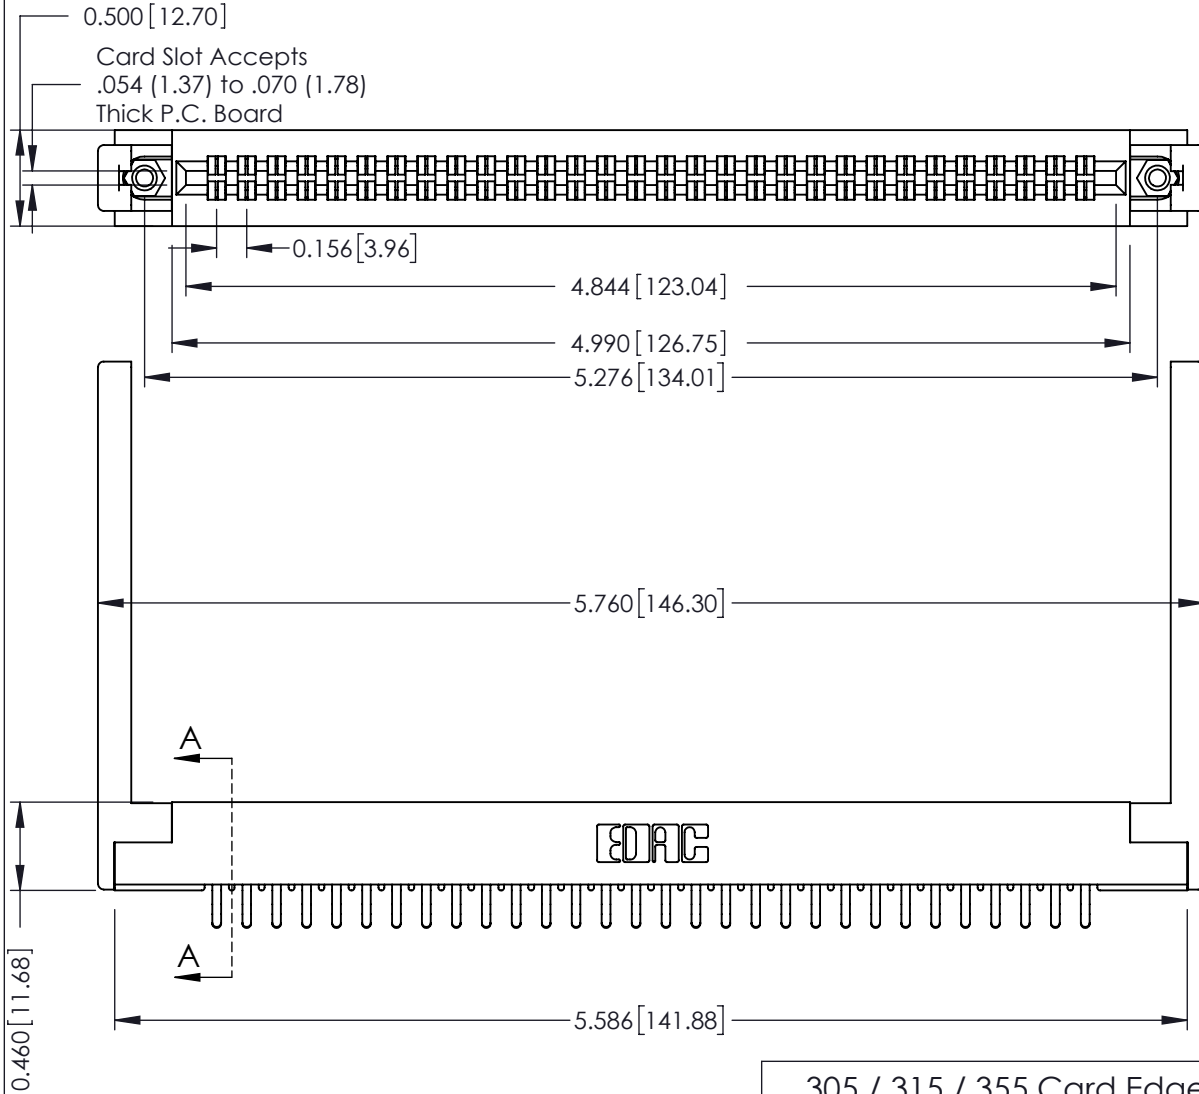 0.500 [12.70]
Card Slot Accepts
.054 (1.37) to .070 (1.78)
Thick P.C. Board
0.156 [3.96]
4.844 [123.04]
4.990 [126.75]
5.276 [134.01]
5.760 [146.30]
A
EDAC
A
0.460 [11.68]
5.586 [141.88]
305 / 315 / 355 Card Edge